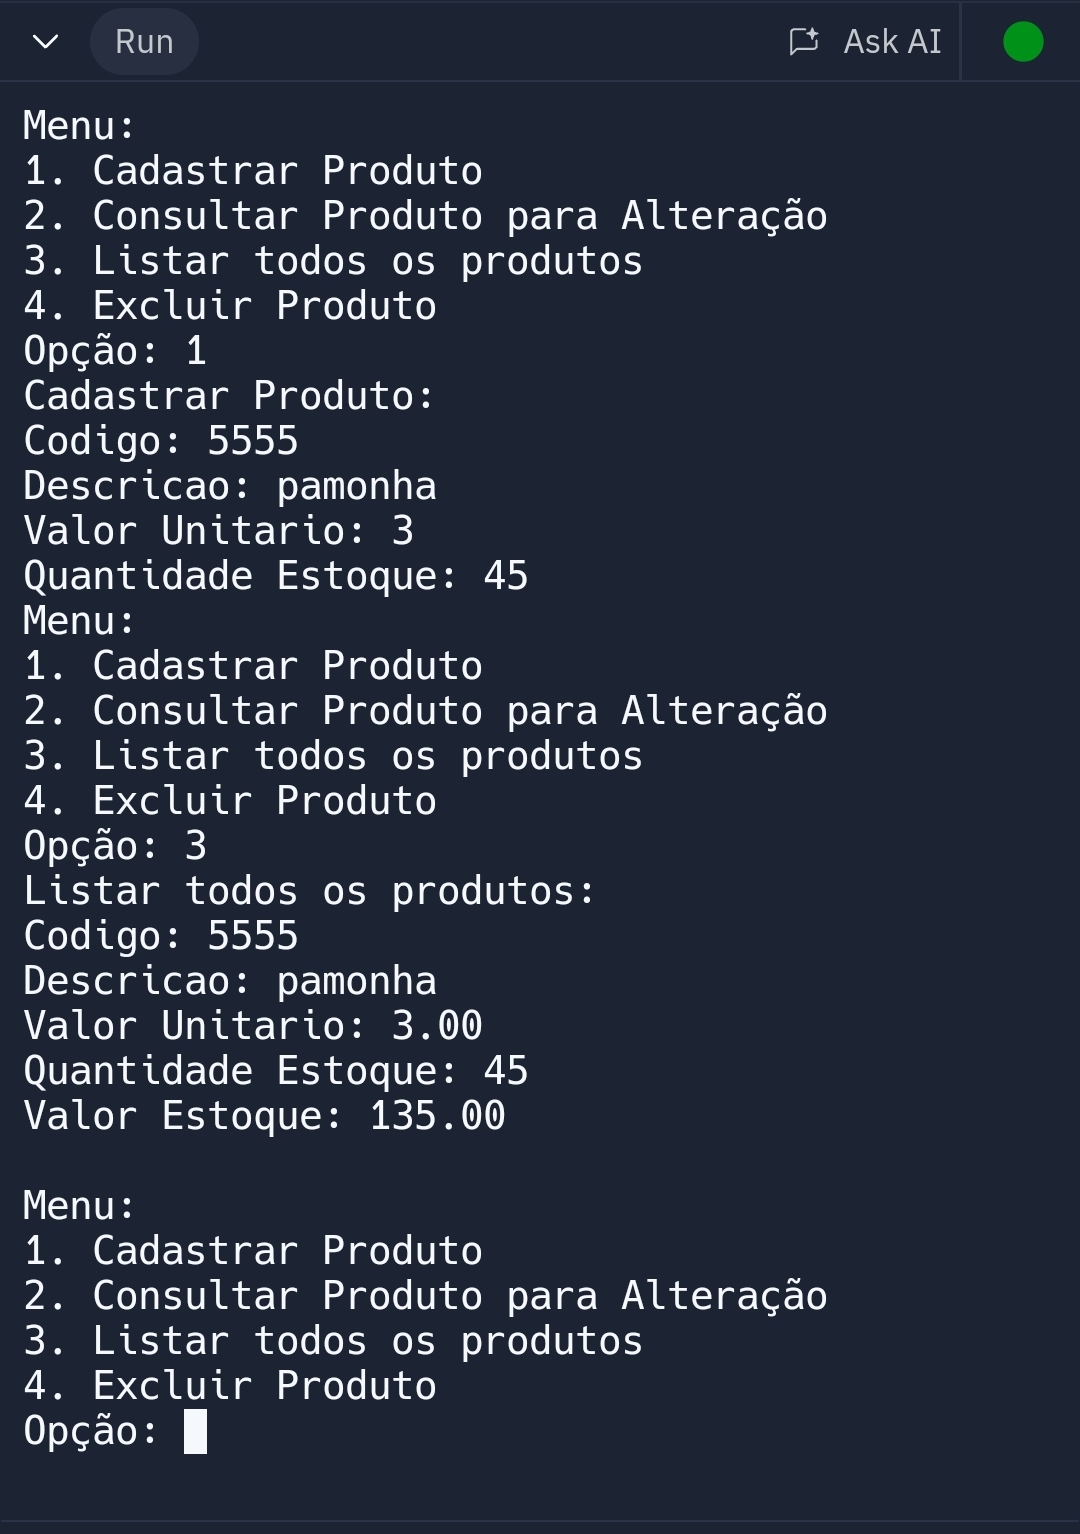 Run
Ask AI
Menu:
1. Cadastrar Produto
2. Consultar Produto para Alteração
3. Listar todos os produtos
4. Excluir Produto
Opção: 1
Cadastrar Produto:
Codigo: 5555
Descricao: pamonha
Valor Unitario: 3
Quantidade Estoque: 45
Menu:
1. Cadastrar Produto
2. Consultar Produto para Alteração
3. Listar todos os produtos
4. Excluir Produto
Opção: 3
Listar todos os produtos:
Codigo: 5555
Descricao: pamonha
Valor Unitario: 3.00
Quantidade Estoque: 45
Valor Estoque: 135.00
Menu:
1. Cadastrar Produto
2. Consultar Produto para Alteração
3. Listar todos os produtos
4. Excluir Produto
Opção: